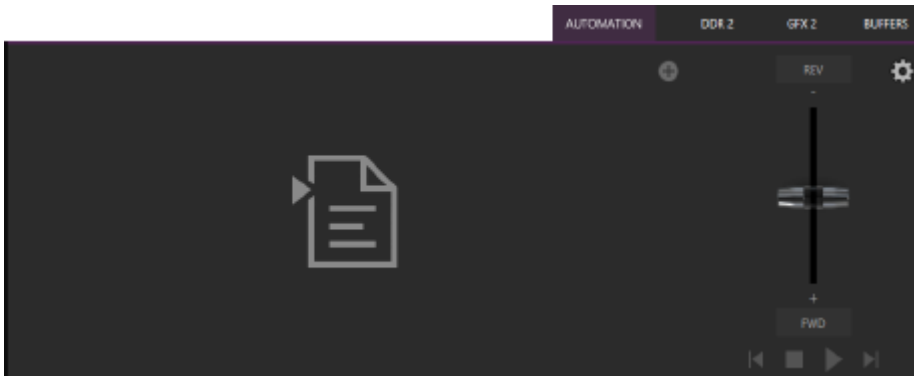 AUTOMATION DDR 2 GFX 2 BUFFERS
REV
-
+
FWD